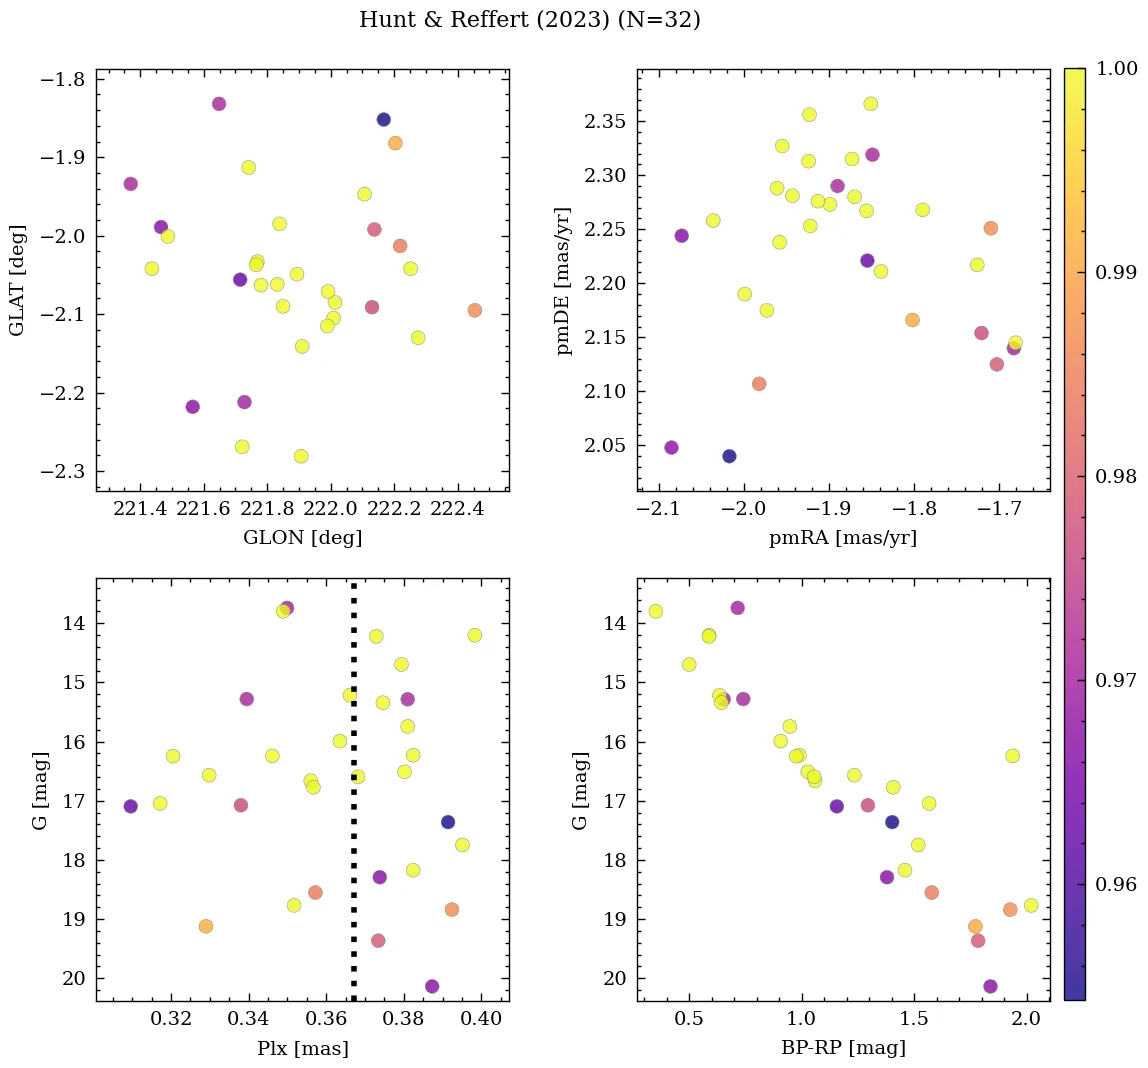 Hunt & Reffert (2023) (N=32)
−1.8
−1.9
−2.0
−2.1
−2.2
−2.3
GLAT [deg]
221.4 221.6 221.8 222.0 222.2 222.4
GLON [deg]
2.35
2.30
2.25
2.20
2.15
2.10
2.05
pmDE [mas/yr]
−2.1 −2.0 −1.9 −1.8 −1.7
pmRA [mas/yr]
1.00
0.99
0.98
0.97
0.96
14
15
16
17
18
19
20
G [mag]
0.32 0.34 0.36 0.38 0.40
Plx [mas]
14
15
16
17
18
19
20
G [mag]
0.5 1.0 1.5 2.0
BP-RP [mag]